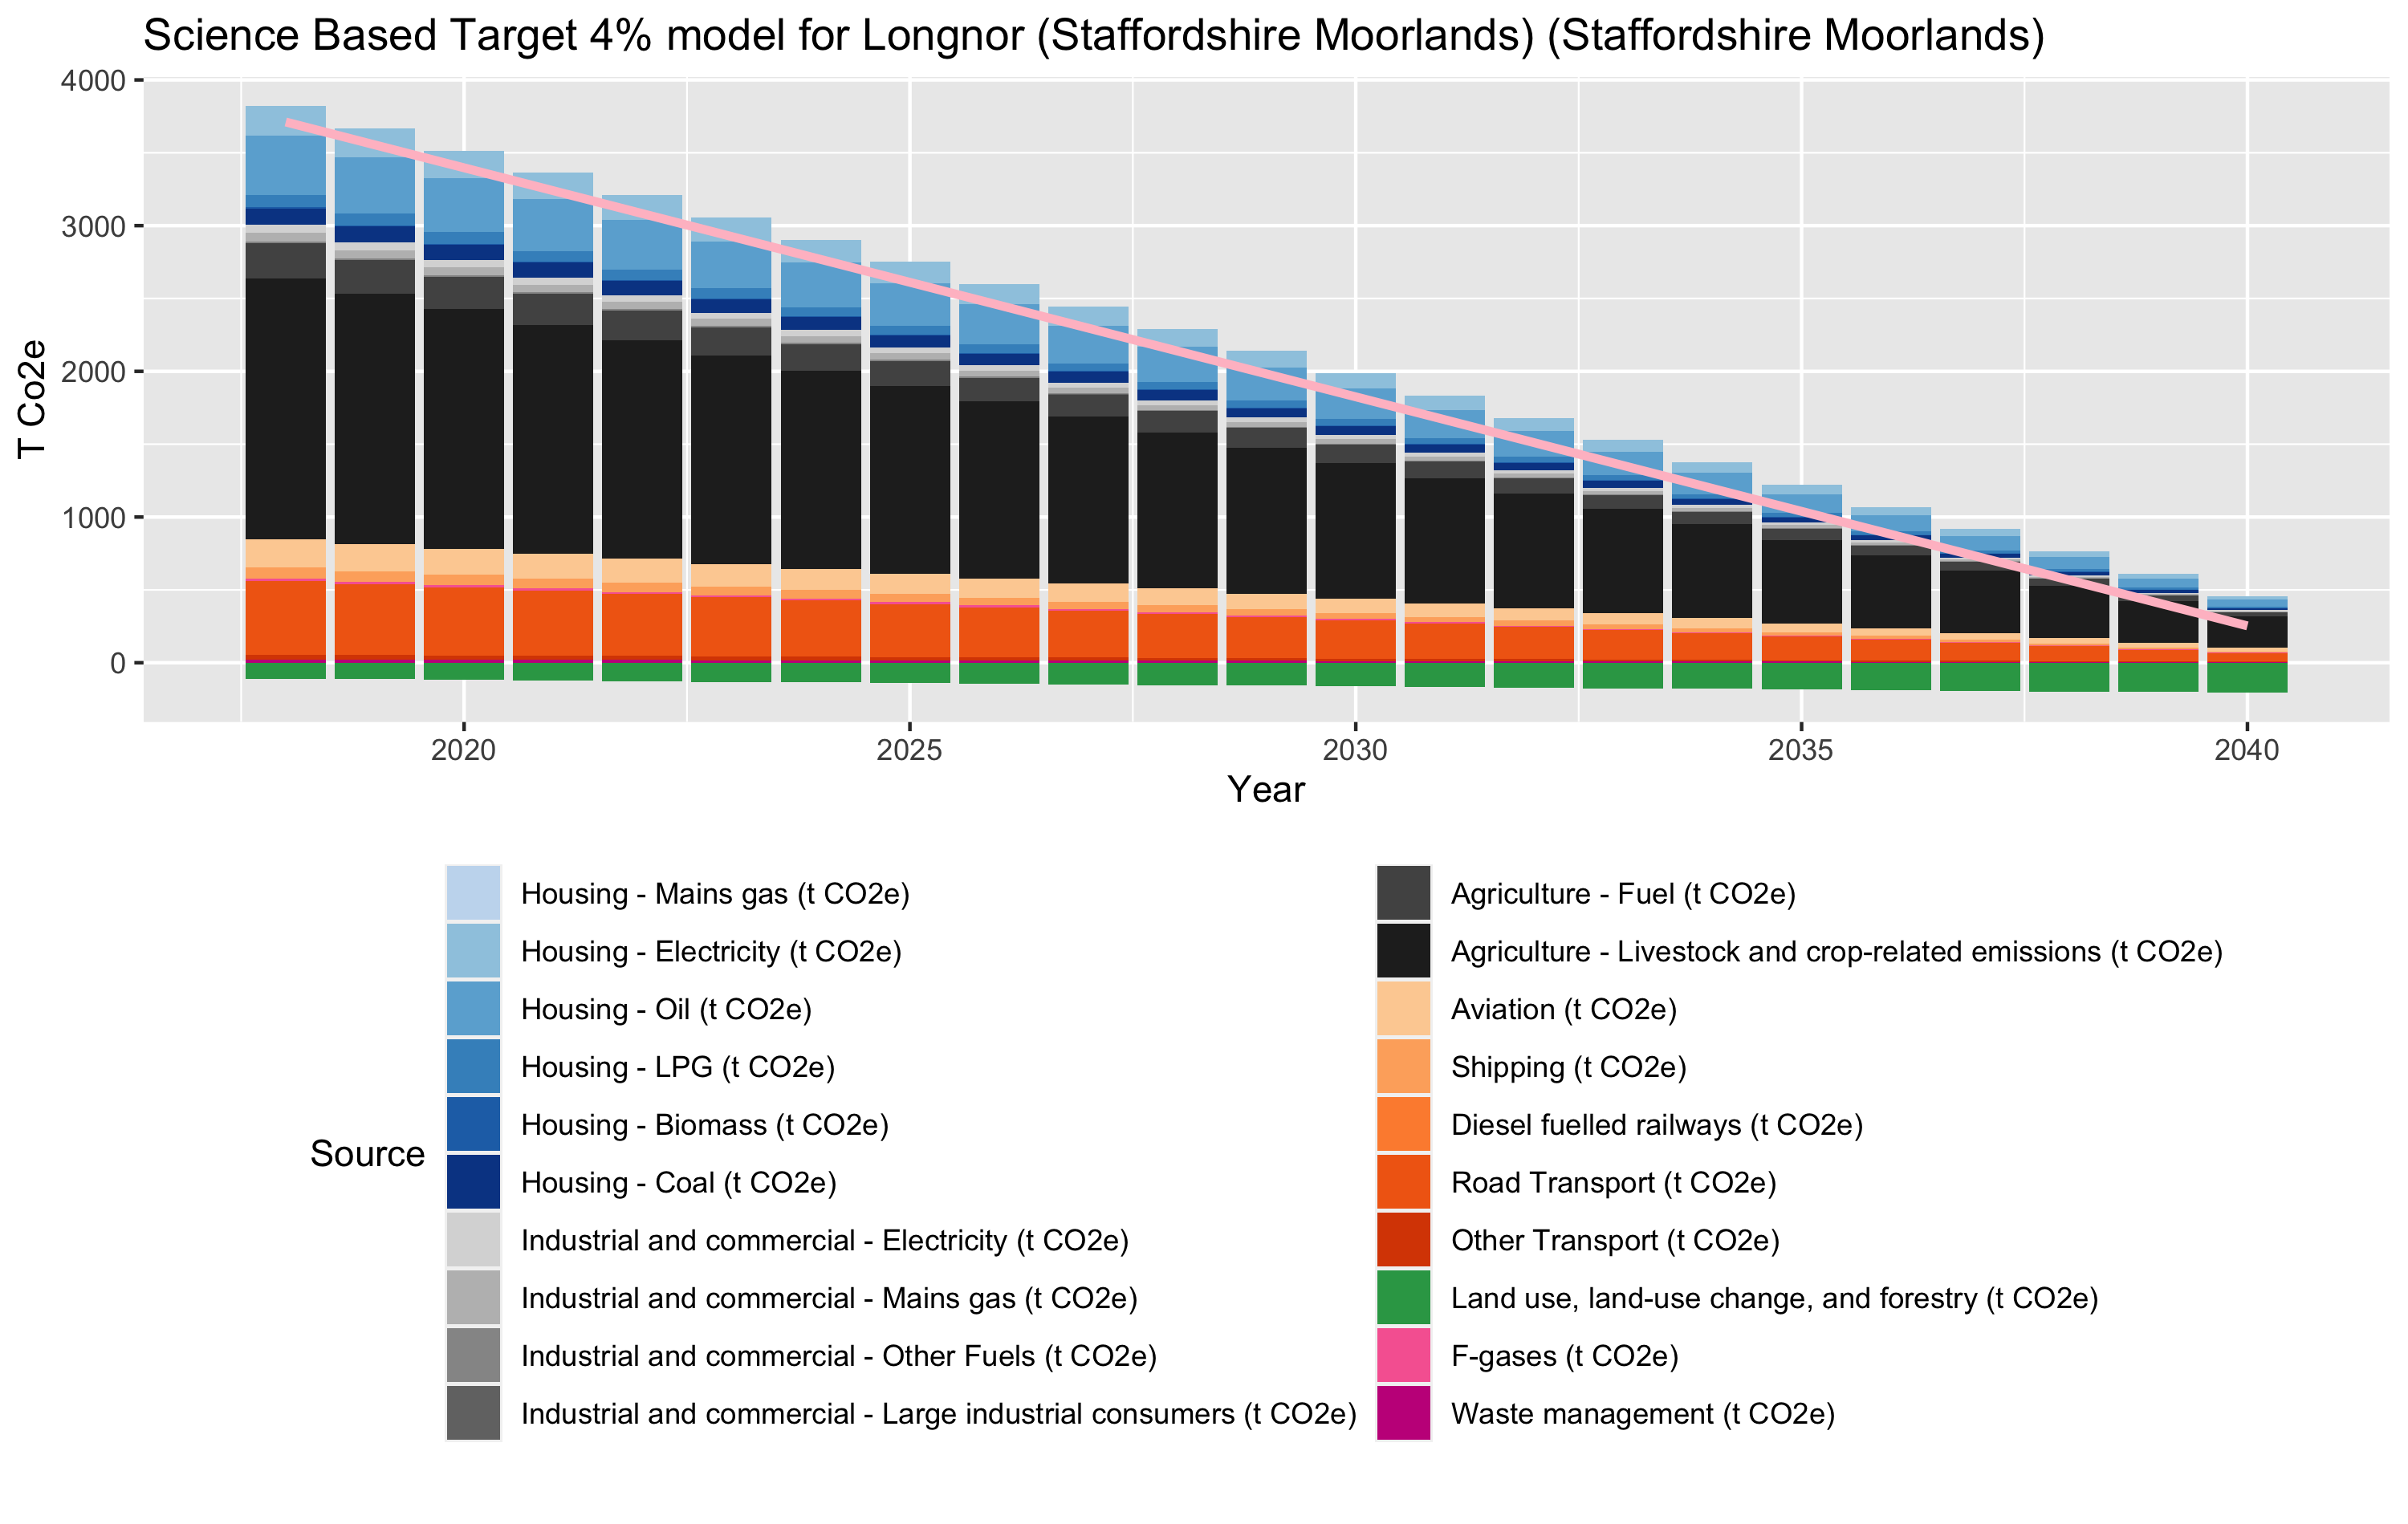 Science Based Target 4% model for Longnor (Staffordshire Moorlands) (Staffordshire Moorlands)
4000
3000
2000
1000
0
T Co2e
2020
2025
2030
2035
2040
Year
Source
Housing - Mains gas (t CO2e)
Housing - Electricity (t CO2e)
Housing - Oil (t CO2e)
Housing - LPG (t CO2e)
Housing - Biomass (t CO2e)
Housing - Coal (t CO2e)
Industrial and commercial - Electricity (t CO2e)
Industrial and commercial - Mains gas (t CO2e)
Industrial and commercial - Other Fuels (t CO2e)
Industrial and commercial - Large industrial consumers (t CO2e)
Agriculture - Fuel (t CO2e)
Agriculture - Livestock and crop-related emissions (t CO2e)
Aviation (t CO2e)
Shipping (t CO2e)
Diesel fuelled railways (t CO2e)
Road Transport (t CO2e)
Other Transport (t CO2e)
Land use, land-use change, and forestry (t CO2e)
F-gases (t CO2e)
Waste management (t CO2e)